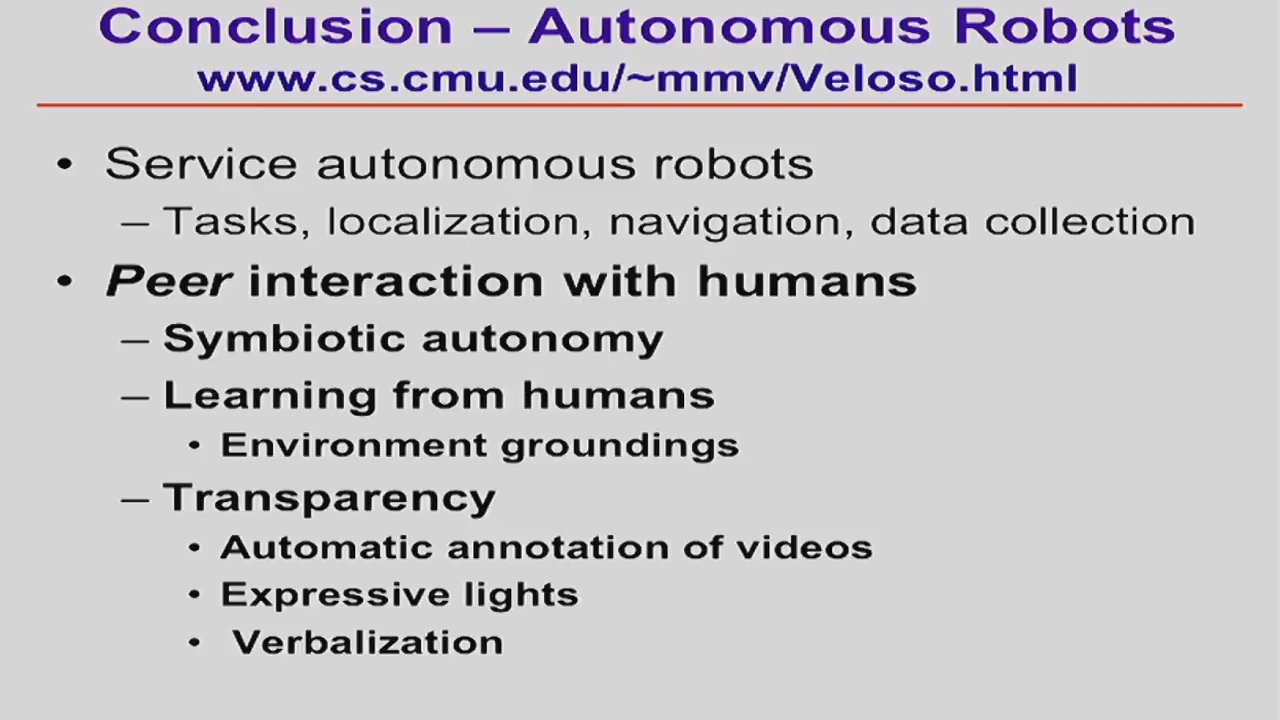 Conclusion – Autonomous Robots
www.cs.cmu.edu/~mmv/Veloso.html
• Service autonomous robots
– Tasks, localization, navigation, data collection
• Peer interaction with humans
– Symbiotic autonomy
– Learning from humans
• Environment groundings
– Transparency
• Automatic annotation of videos
• Expressive lights
• Verbalization